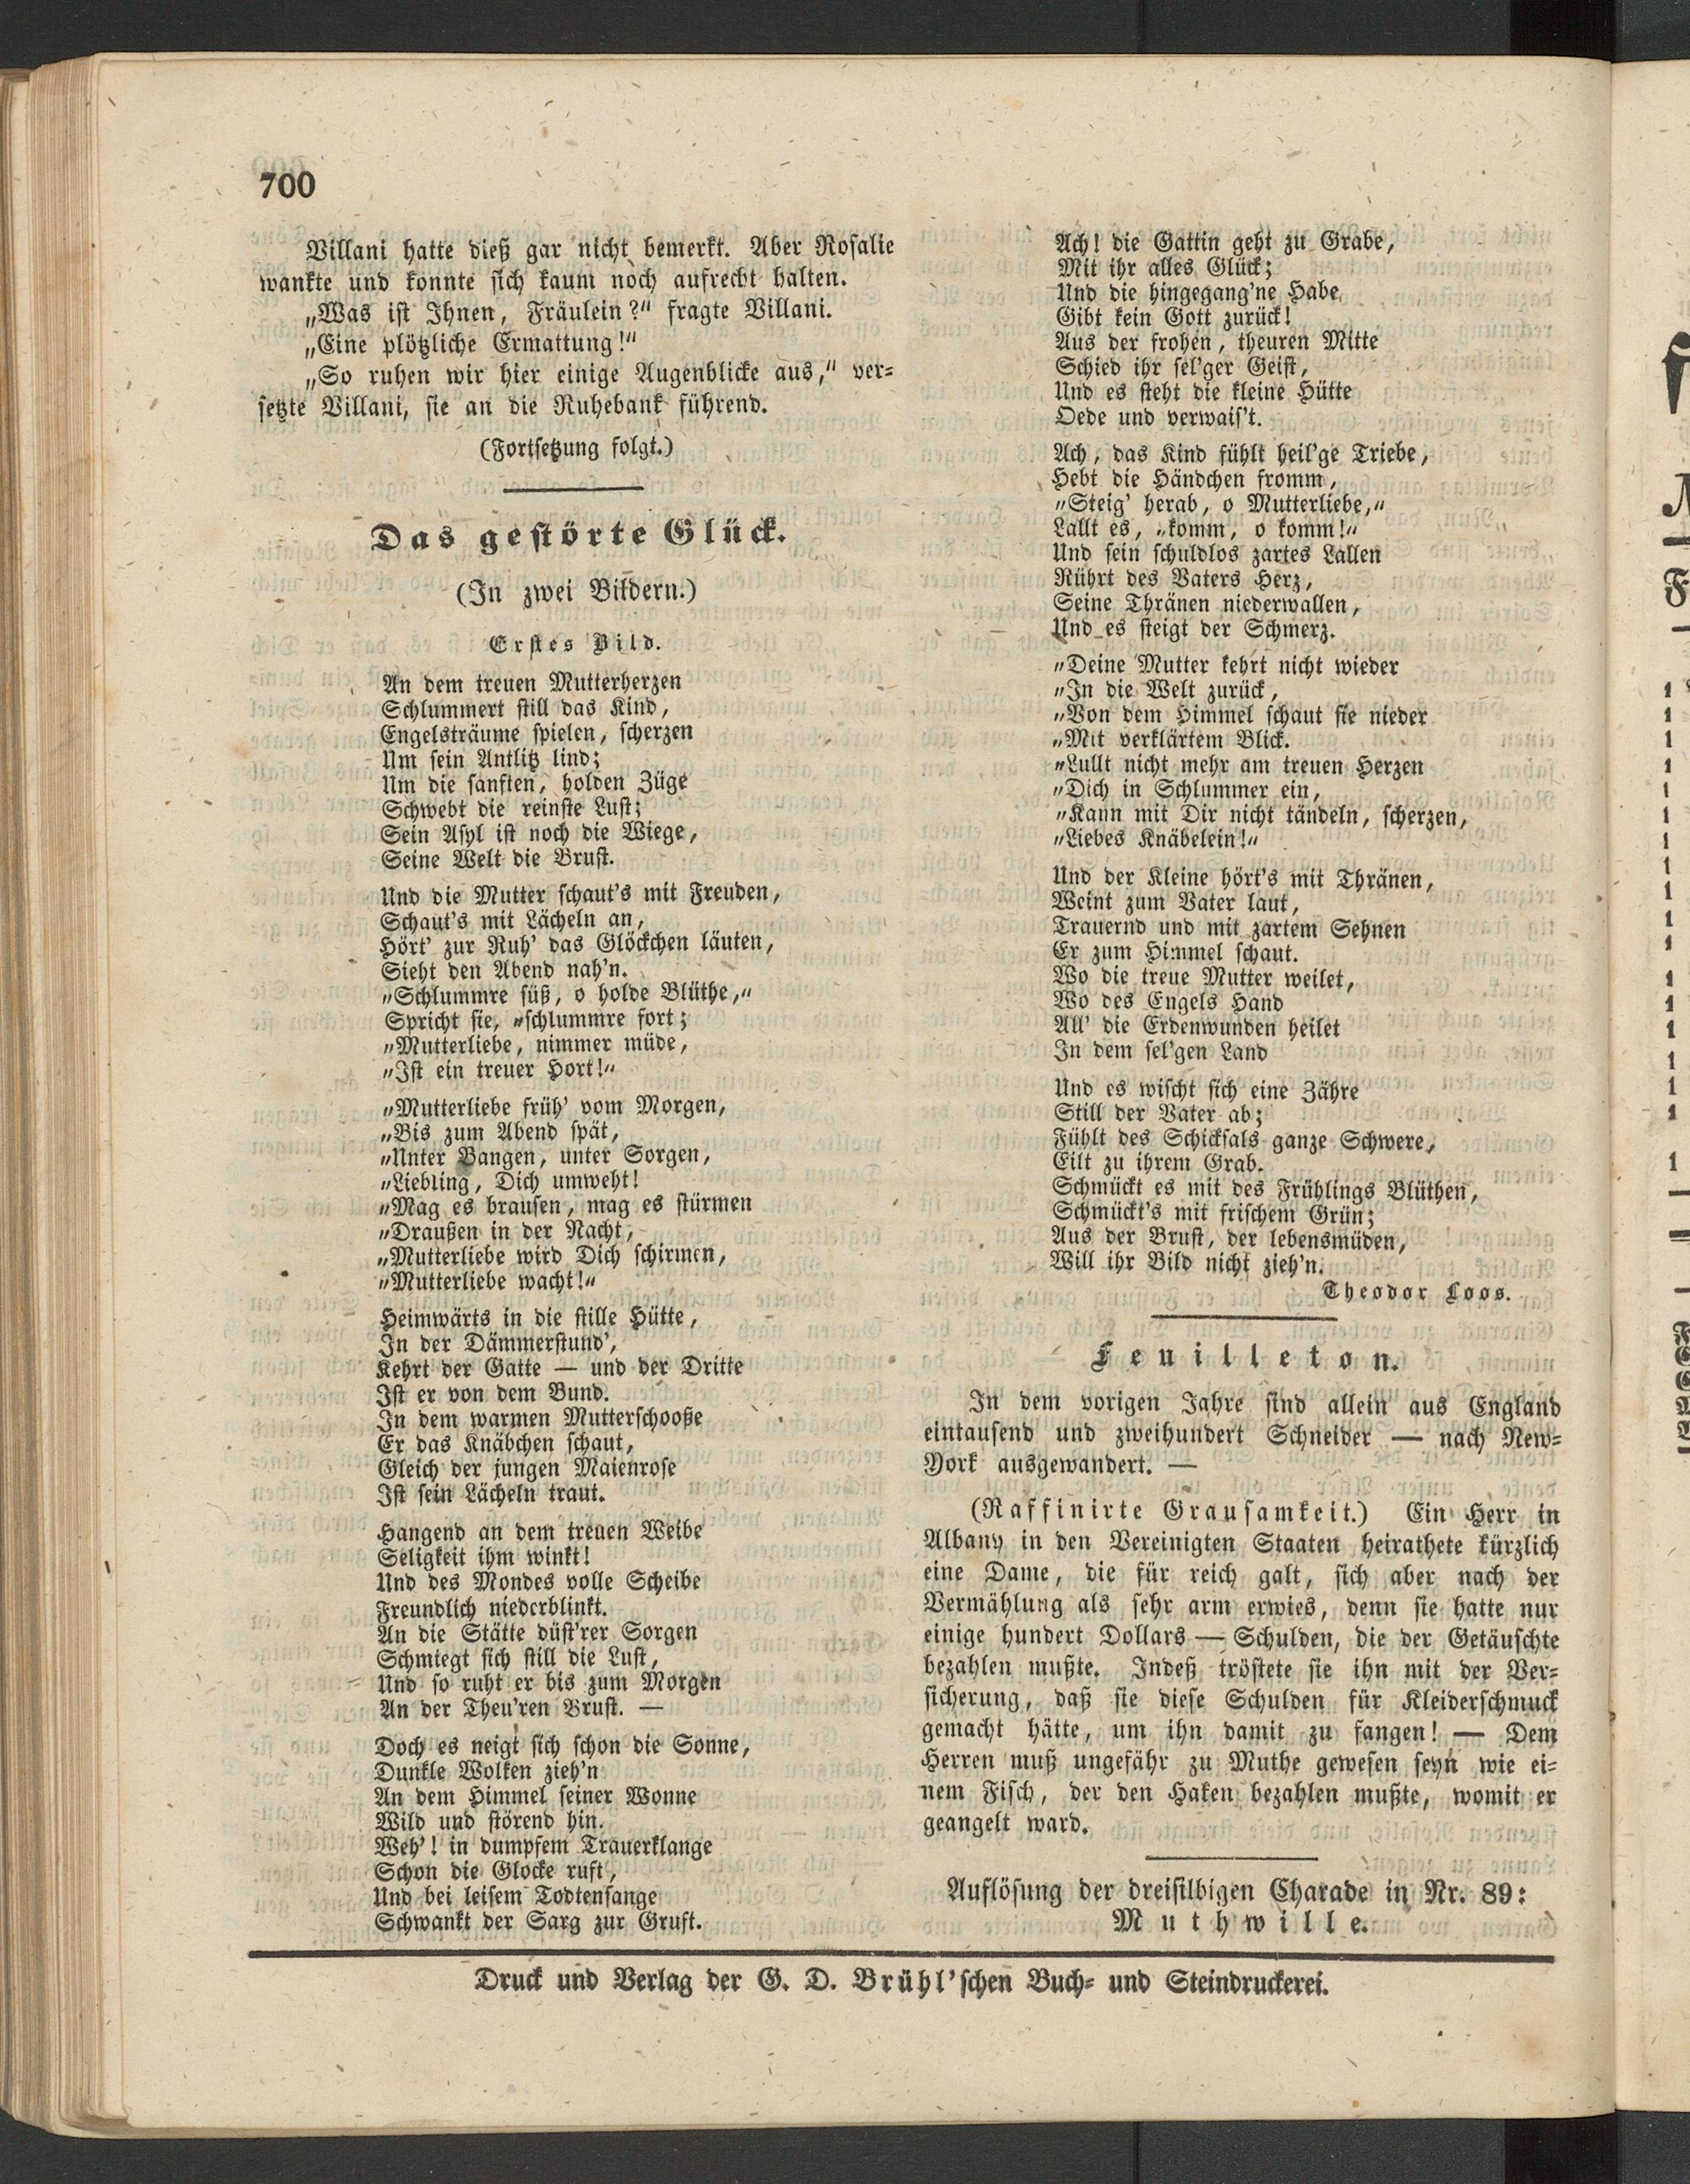 700
Villani hatte dieß gar nicht bemerkt. Aber Rosalie
wankte und konnte sich kaum noch aufrecht halten.
„Was ist Ihnen, Fräulein?“ fragte Villani.
„Eine plötzliche Ermattung!“
„So ruhen wir hier einige Augenblicke aus,“ ver-
setzte Villani, sie an die Ruhebank führend.
(Fortsetzung folgt.)
Das gestörte Glück.
(In zwei Bildern.)
Erstes Bild.
An dem treuen Mutterherzen
Schlummert still das Kind,
Engelsträume spielen, scherzen
Um sein Antlitz lind;
Um die sanften, holden Züge
Schwebt die reinste Lust;
Sein Asyl ist noch die Wiege,
Seine Welt die Brust.
Und die Mutter schaut's mit Freuden,
Schaut's mit Lächeln an,
Hört' zur Ruh' das Glöckchen läuten,
Sieht den Abend nah'n.
„Schlummre süß, o holde Blüthe,“
Spricht sie, „schlummre fort;
„Mutterliebe, nimmer müde,
„Ist ein treuer Hort!“
„Mutterliebe früh' vom Morgen,
„Bis zum Abend spät,
„Unter Bangen, unter Sorgen,
„Liebling, Dich umweht!
„Mag es brausen, mag es stürmen
„Draußen in der Nacht,
„Mutterliebe wird Dich schirmen,
„Mutterliebe wacht!“
Heimwärts in die stille Hütte,
In der Dämmerstund',
Kehrt der Gatte — und der Dritte
Ist er von dem Bund.
In dem warmen Mutterschooße
Er das Knäbchen schaut,
Gleich der jungen Maienrose
Ist sein Lächeln traut.
Hangend an dem treuen Weibe
Seligkeit ihm winkt!
Und des Mondes volle Scheibe
Freundlich niederblinkt.
An die Stätte düst'rer Sorgen
Schmiegt sich still die Lust,
Und so ruht er bis zum Morgen
An der Theu'ren Brust. —
Doch es neigt sich schon die Sonne,
Dunkle Wolken zieh'n
An dem Himmel seiner Wonne
Wild und störend hin.
Weh'! in dumpfem Trauerklange
Schon die Glocke ruft,
Und bei leisem Todtensange
Schwankt der Sarg zur Gruft.
Ach! die Gattin geht zu Grabe,
Mit ihr alles Glück;
Und die hingegang'ne Habe
Gibt kein Gott zurück!
Aus der frohen, theuren Mitte
Schied ihr sel'ger Geist,
Und es steht die kleine Hütte
Oede und verwais't.
Ach, das Kind fühlt heil'ge Triebe,
Hebt die Händchen fromm,
„Steig' herab, o Mutterliebe,“
Lallt es, „komm, o komm!“
Und sein schuldlos zartes Lallen
Rührt des Vaters Herz,
Seine Thränen niederwallen,
Und es steigt der Schmerz.
„Deine Mutter kehrt nicht wieder
„In die Welt zurück,
„Von dem Himmel schaut sie nieder
„Mit verklärtem Blick.
„Lullt nicht mehr am treuen Herzen
„Dich in Schlummer ein,
„Kann mit Dir nicht tändeln, scherzen,
„Liebes Knäbelein!“
Und der Kleine hört's mit Thränen,
Weint zum Vater laut,
Trauernd und mit zartem Sehnen
Er zum Himmel schaut.
Wo die treue Mutter weilet,
Wo des Engels Hand
All' die Erdenwunden heilet
In dem sel'gen Land
Und es wischt sich eine Zähre
Still der Vater ab;
Fühlt des Schicksals ganze Schwere,
Eilt zu ihrem Grab.
Schmückt es mit des Frühlings Blüthen,
Schmückt's mit frischem Grün;
Aus der Brust, der lebensmüden,
Will ihr Bild nicht zieh'n.
Theodor Loos.
Feuilleton.
In dem vorigen Jahre sind allein aus England
eintausend und zweihundert Schneider — nach New-
York ausgewandert. —
(Raffinirte Grausamkeit.) Ein Herr in
Albany in den Vereinigten Staaten heirathete kürzlich
eine Dame, die für reich galt, sich aber nach der
Vermählung als sehr arm erwies, denn sie hatte nur
einige hundert Dollars — Schulden, die der Getäuschte
bezahlen mußte. Indeß tröstete sie ihn mit der Ver-
sicherung, daß sie diese Schulden für Kleiderschmuck
gemacht hätte, um ihn damit zu fangen! — Dem
Herren muß ungefähr zu Muthe gewesen seyn wie ei-
nem Fisch, der den Haken bezahlen mußte, womit er
geangelt ward.
Auflösung der dreisilbigen Charade in Nr. 89:
Muthwille.
Druck und Verlag der G. D. Brühl'schen Buch- und Steindruckerei.